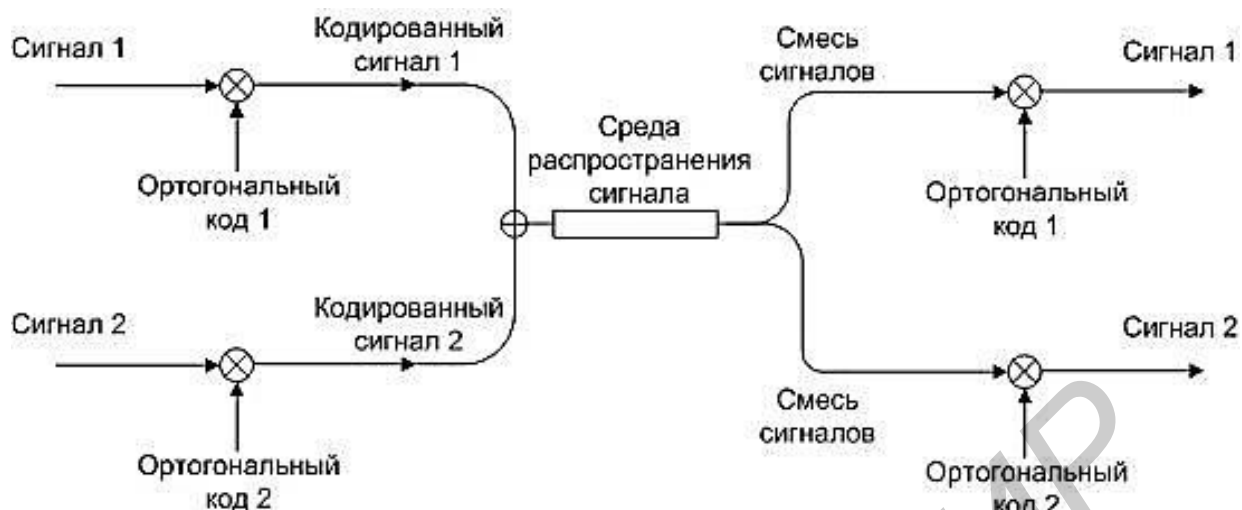 Сигнал 1
Кодированный
сигнал 1
Ортогональный
код 1
Сигнал 2
Кодированный
сигнал 2
Ортогональный
код 2
Среда
распространения
сигнала
Смесь
сигналов
Сигнал 1
Ортогональный
код 1
Смесь
сигналов
Сигнал 2
Ортогональный
код 2